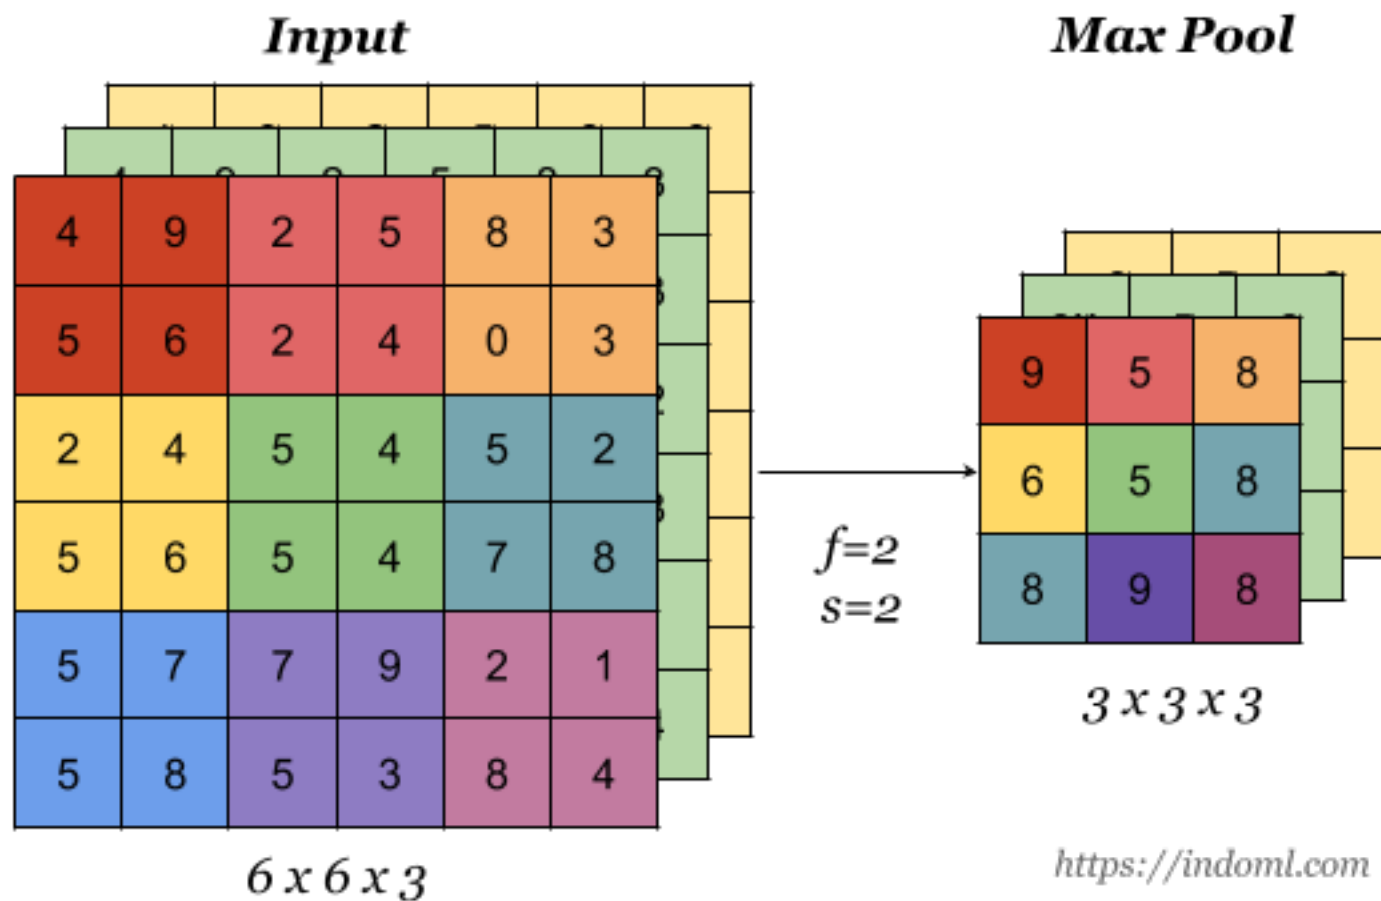 Input
Max Pool
4 9 2 5 8 3
5 6 2 4 0 3
2 4 5 4 5 2
5 6 5 4 7 8
5 7 7 9 2 1
5 8 5 3 8 4
f=2
s=2
9 5 8
6 5 8
8 9 8
6 x 6 x 3
3 x 3 x 3
https://indoml.com